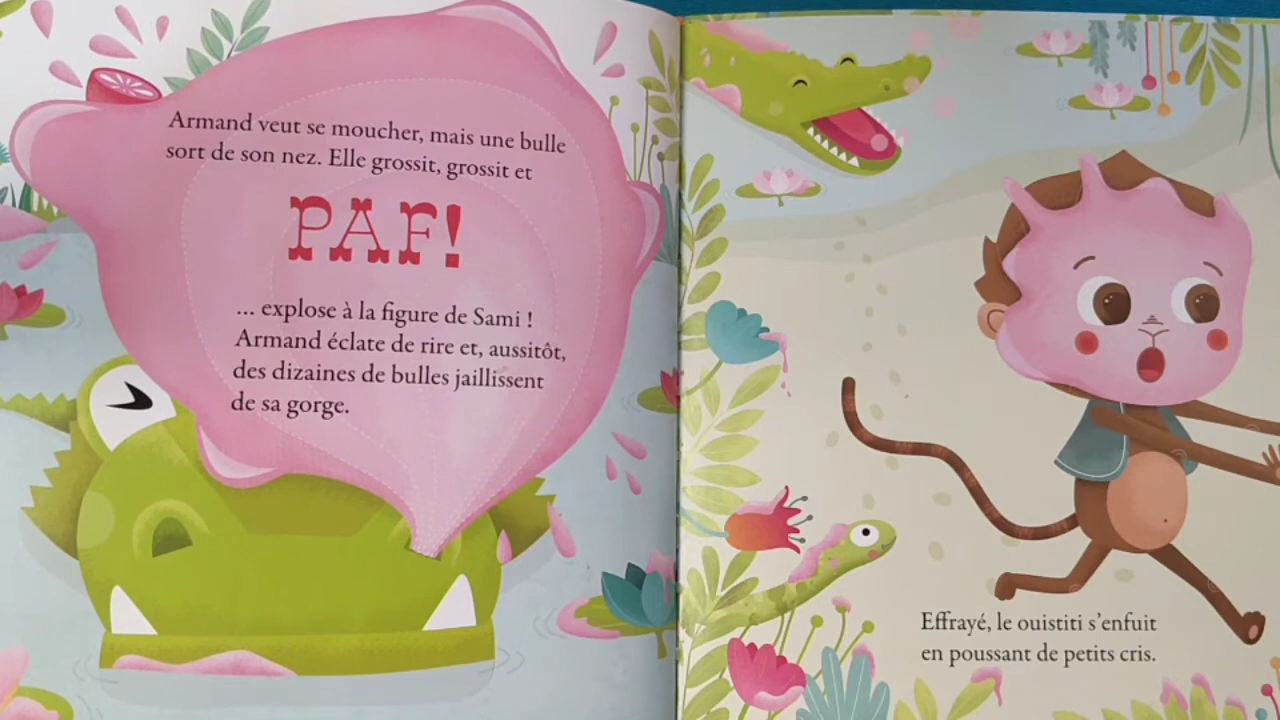 Armand veut se moucher, mais une bulle
sort de son nez. Elle grossit, grossit et
PAF!
... explose à la figure de Sami !
Armand éclate de rire et, aussitôt,
des dizaines de bulles jaillissent
de sa gorge.
Effrayé, le ouistiti s'enfuit
en poussant de petits cris.